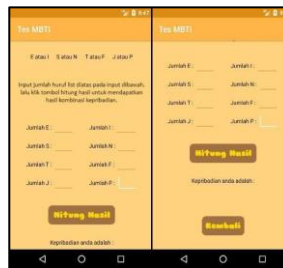 Tes MBTI
E atau I S atau N T atau F J atau P
Input jumlah huruf list diatas pada input dibawah,
lalu klik tombol hitung hasil untuk mendapatkan
hasil kombinasi kepribadian.
Jumlah E : Jumlah I :
Jumlah S : Jumlah N :
Jumlah T : Jumlah F :
Jumlah J : Jumlah P :
Hitung Hasil
Kepribadian anda adalah :
Tes MBTI
Jumlah E : Jumlah I :
Jumlah S : Jumlah N :
Jumlah T : Jumlah F :
Jumlah J : Jumlah P :
Hitung Hasil
Kepribadian anda adalah :
Kembali